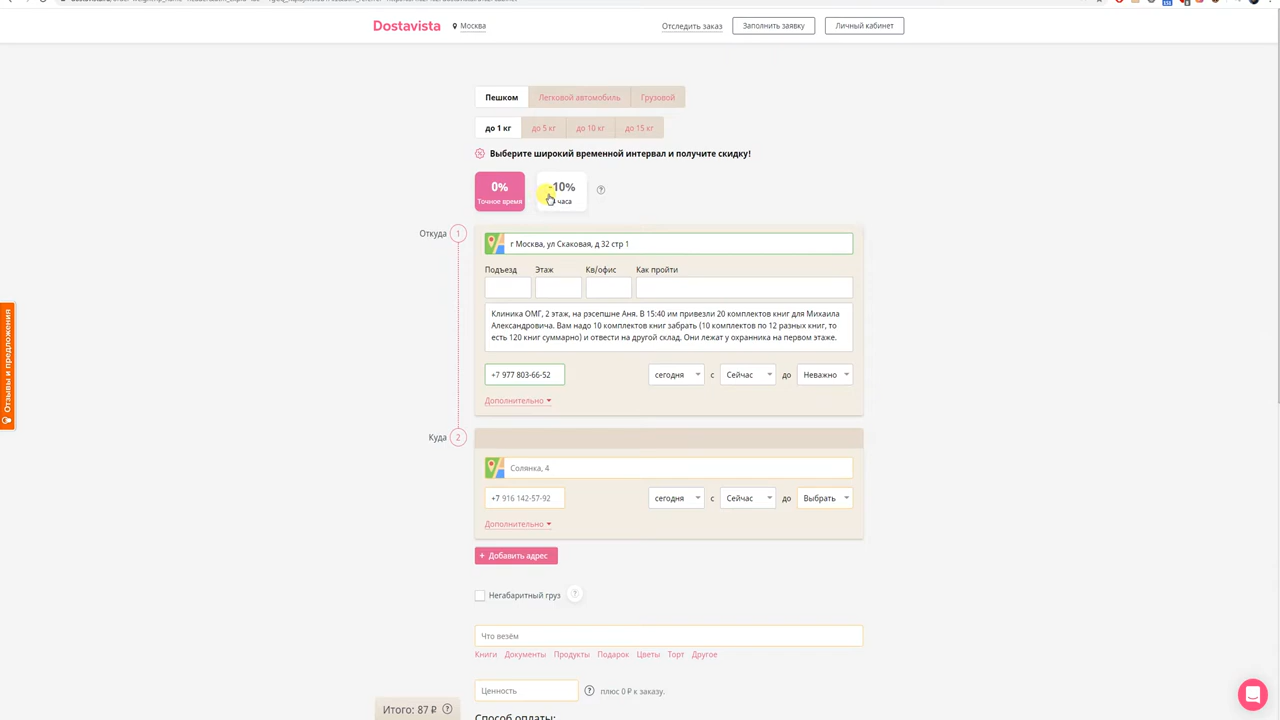 Dostavista
Москва
Отследить заказ
Заполнить заявку
Личный кабинет
Пешком
Легковой автомобиль
Грузовой
до 1 кг
до 5 кг
до 10 кг
до 15 кг
Выберите широкий временной интервал и получите скидку!
0%
-10%
?
Точное время
часа
Откуда
1
г Москва, ул Скаковая, д 32 стр 1
Подъезд
Этаж
Кв/офис
Как пройти
Клиника ОМГ, 2 этаж, на рэсепшне Аня. В 15:40 им привезли 20 комплектов книг для Михаила
Александровича. Вам надо 10 комплектов книг забрать (10 комплектов по 12 разных книг, то
есть 120 книг суммарно) и отвести на другой склад. Они лежат у охранника на первом этаже.
+7 977 803-66-52
сегодня
с
Сейчас
до
Неважно
Дополнительно
Куда
2
Солянка, 4
+7 916 142-57-92
сегодня
с
Сейчас
до
Выбрать
Дополнительно
+ Добавить адрес
Негабаритный груз
?
Что везём
Книги
Документы
Продукты
Подарок
Цветы
Торт
Другое
Ценность
?
плюс 0 ₽ к заказу.
Итого: 87 ₽
?
Способ оплаты:
Отзывы и предложения